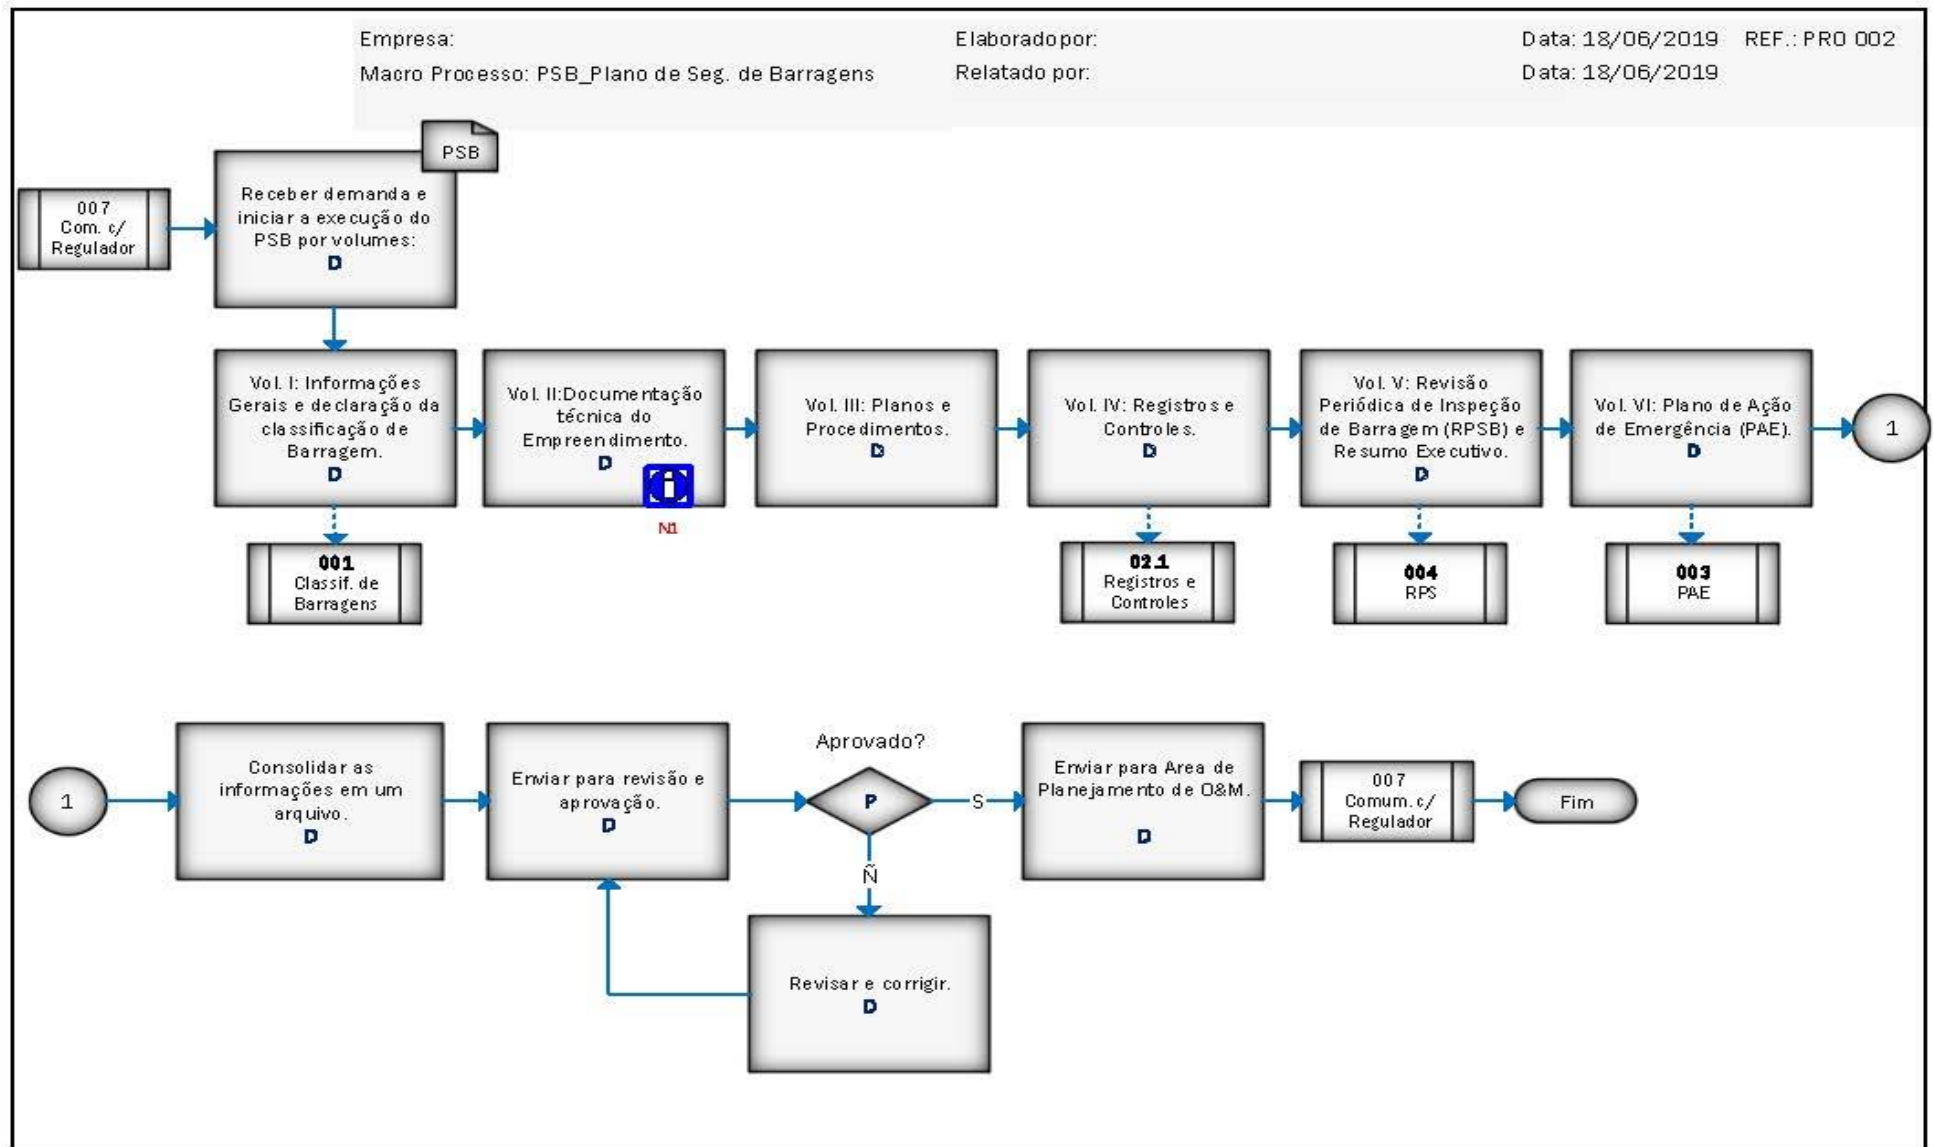 Empresa:
Elaborado por:
Data: 18/06/2019 REF.: PRO 002
Macro Processo: PSB_Plano de Seg. de Barragens
Relatado por:
Data: 18/06/2019
PSB
007
Com. c/
Regulador
Receber demanda e
iniciar a execução do
PSB por volumes:
D
Vol. I: Informações
Gerais e declaração da
classificação de
Barragem.
D
Vol. II:Documentação
técnica do
Empreendimento.
D
i
N1
Vol. III: Planos e
Procedimentos.
D
Vol. IV: Registros e
Controles.
D
Vol. V: Revisão
Periódica de Inspeção
de Barragem (RPSB) e
Resumo Executivo.
D
Vol. VI: Plano de Ação
de Emergência (PAE).
D
1
001
Classif. de
Barragens
02.1
Registros e
Controles
004
RPS
003
PAE
1
Consolidar as
informações em um
arquivo.
D
Enviar para revisão e
aprovação.
D
Aprovado?
P
S
Ñ
Enviar para Area de
Planejamento de O&M.
D
007
Comum. c/
Regulador
Fim
Revisar e corrigir.
D